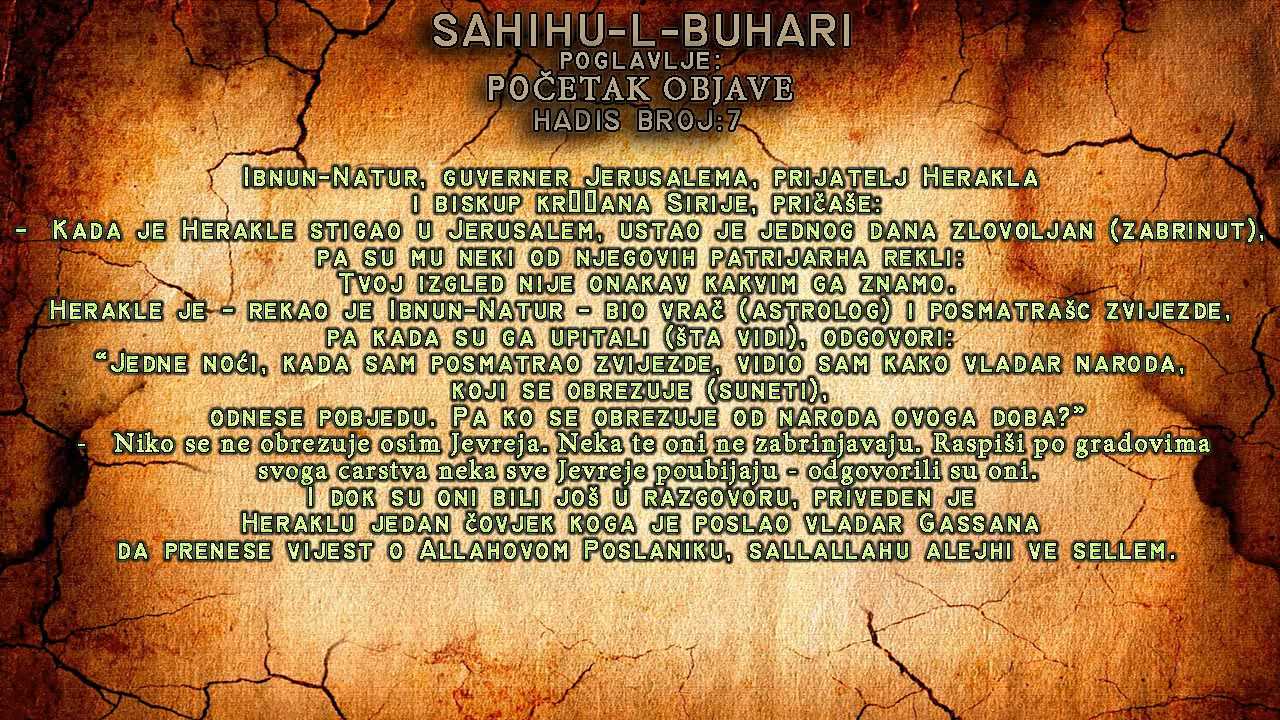 SAHIHU-L-BUHARI
POGLAVLJE:
POČETAK OBJAVE
HADIS BROJ:7
Ibnun-Natur, guverner Jerusalema, prijatelj Herakla
i biskup kr▯▯ana Sirije, pričaše:
- Kada je Herakle stigao u Jerusalem, ustao je jednog dana zlovoljan (zabrinut),
pa su mu neki od njegovih patrijarha rekli:
Tvoj izgled nije onakav kakvim ga znamo.
Herakle je - rekao je Ibnun-Natur - bio vrač (astrolog) i posmatrašc zvijezde,
pa kada su ga upitali (šta vidi), odgovori:
“Jedne noći, kada sam posmatrao zvijezde, vidio sam kako vladar naroda,
koji se obrezuje (suneti),
odnese pobjedu. Pa ko se obrezuje od naroda ovoga doba?”
- Niko se ne obrezuje osim Jevreja. Neka te oni ne zabrinjavaju. Raspiši po gradovima
svoga carstva neka sve Jevreje poubijaju - odgovorili su oni.
I dok su oni bili još u razgovoru, priveden je
Heraklu jedan čovjek koga je poslao vladar Gassana
da prenese vijest o Allahovom Poslaniku, sallallahu alejhi ve sellem.